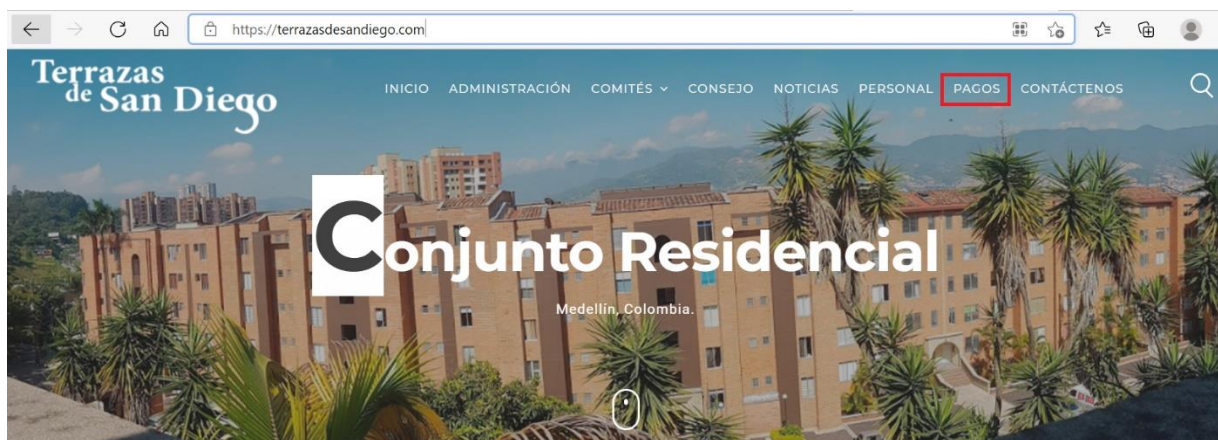 https://terrazasdesandiego.com
Terrazas
de San Diego
INICIO ADMINISTRACIÓN COMITÉS CONSEJO NOTICIAS PERSONAL PAGOS CONTÁCTENOS
Conjunto Residencial
Medellín, Colombia.